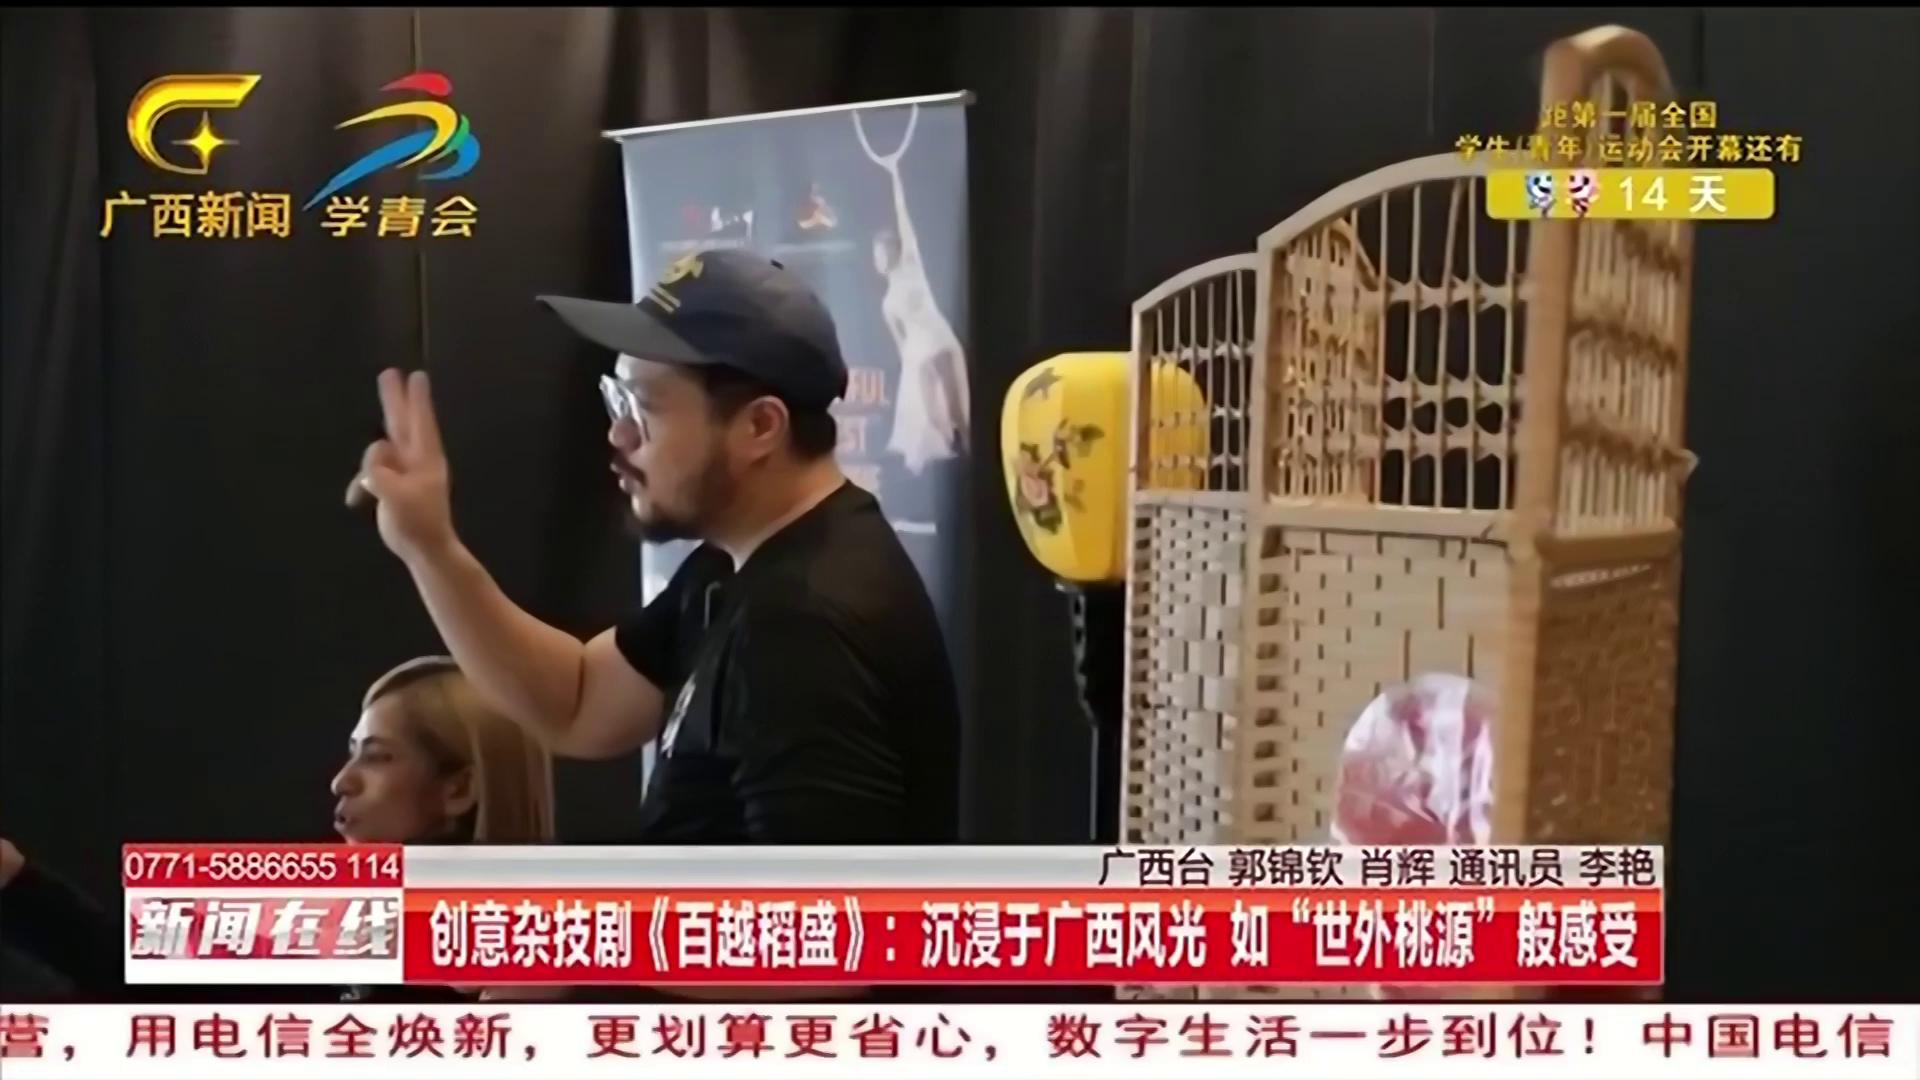 广西新闻 学青会
距第一届全国
学生(青年)运动会开幕还有
14 天
0771-5886655 114
广西台 郭锦钦 肖辉 通讯员 李艳
新闻在线
创意杂技剧《百越稻盛》：沉浸于广西风光 如“世外桃源”般感受
营，用电信全焕新，更划算更省心，数字生活一步到位！中国电信